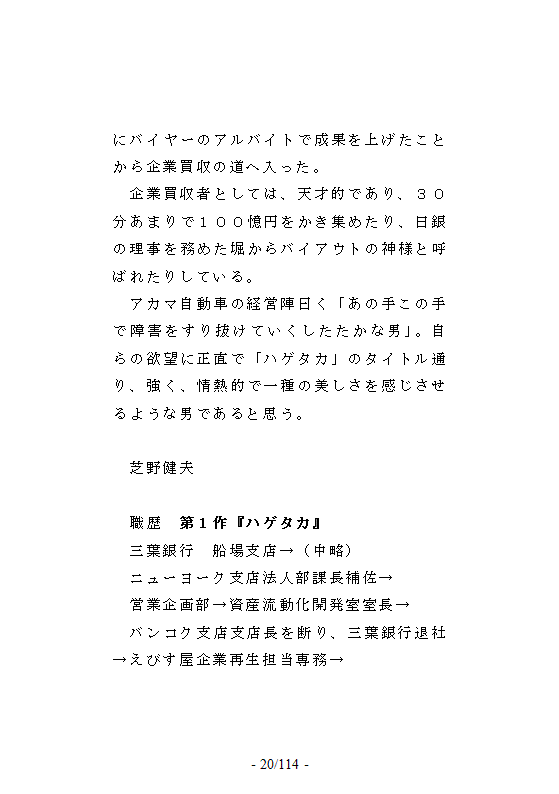 にバイヤーのアルバイトで成果を上げたこと
から企業買収の道へ入った。
　企業買収者としては、天才的であり、３０
分あまりで１００憶円をかき集めたり、日銀
の理事を務めた堀からバイアウトの神様と呼
ばれたりしている。
　アカマ自動車の経営陣曰く「あの手この手
で障害をすり抜けていくしたたかな男」。自
らの欲望に正直で「ハゲタカ」のタイトル通
り、強く、情熱的で一種の美しさを感じさせ
るような男であると思う。
　芝野健夫
　職歴　第１作『ハゲタカ』
　三葉銀行　船場支店→（中略）
　ニューヨーク支店法人部課長補佐→
　営業企画部→資産流動化開発室室長→
　バンコク支店支店長を断り、三葉銀行退社
→えびす屋企業再生担当専務→
- 20/114 -